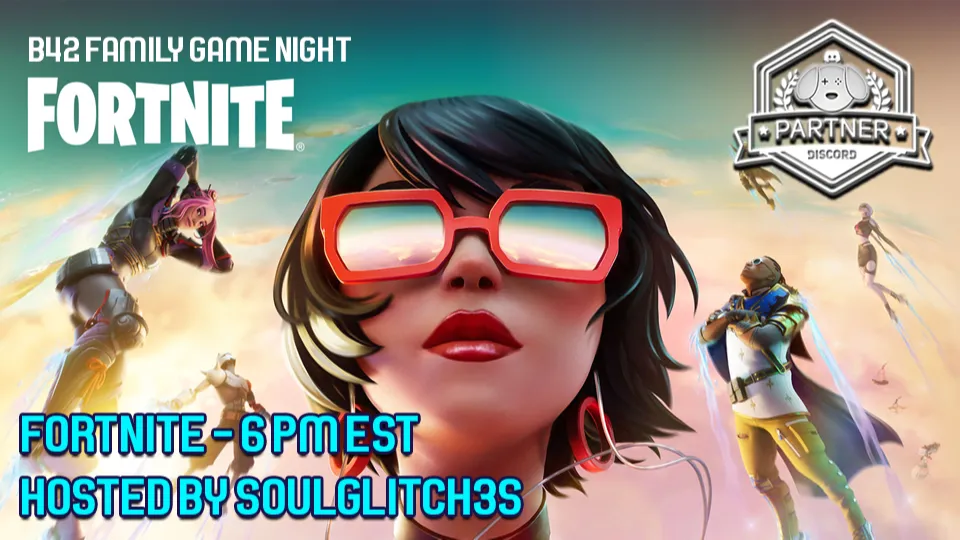 B42 FAMILY GAME NIGHT
FORTNITE®
PARTNER
DISCORD
FORTNITE - 6 PM EST
HOSTED BY SOULGLITCH3S